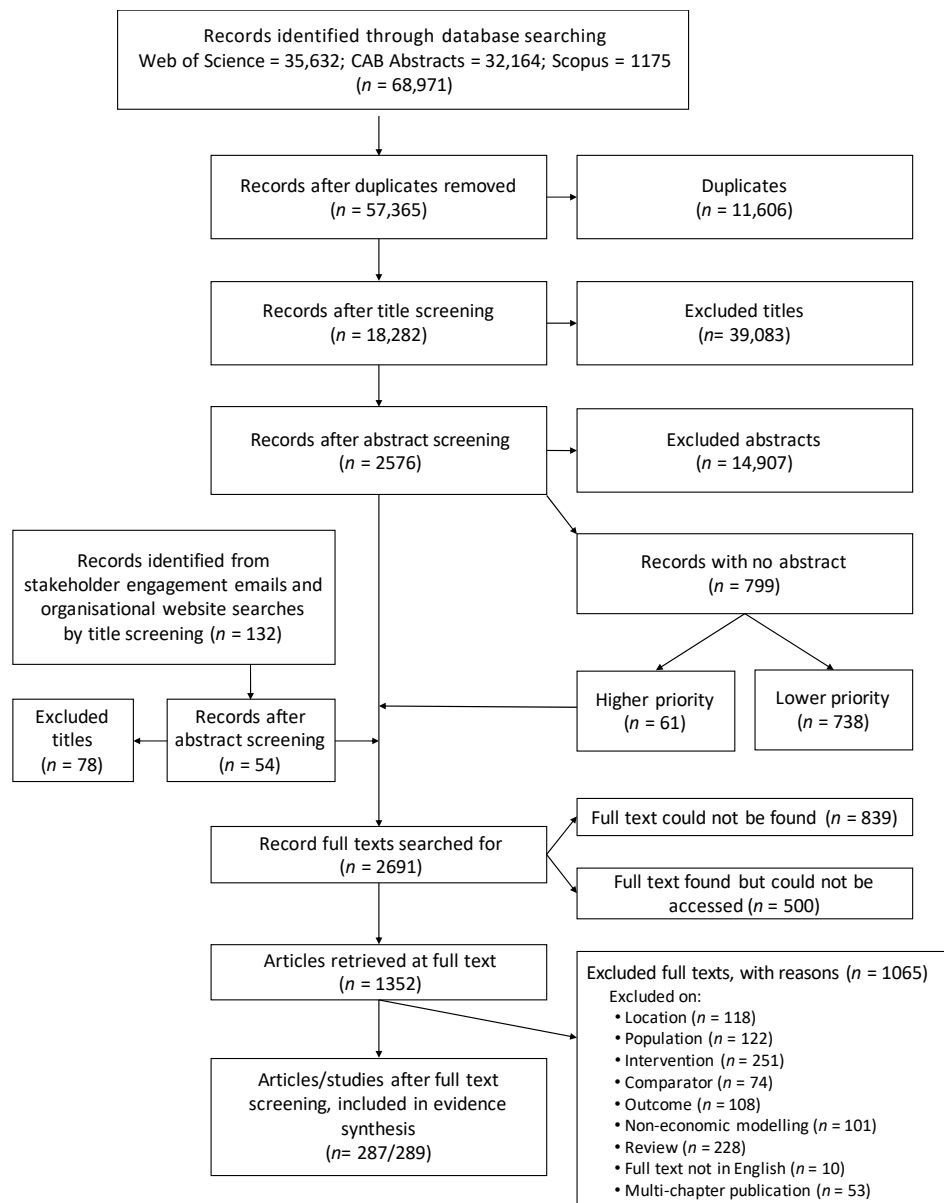 Records identified through database searching
Web of Science = 35,632; CAB Abstracts = 32,164; Scopus = 1175
(n = 68,971)
Records after duplicates removed
(n = 57,365)
Duplicates
(n = 11,606)
Records after title screening
(n = 18,282)
Excluded titles
(n= 39,083)
Records after abstract screening
(n = 2576)
Excluded abstracts
(n = 14,907)
Records with no abstract
(n = 799)
Records identified from
stakeholder engagement emails and
organisational website searches
by title screening (n = 132)
Higher priority
(n = 61)
Lower priority
(n = 738)
Excluded
titles
(n = 78)
Records after
abstract screening
(n = 54)
Record full texts searched for
(n = 2691)
Full text could not be found (n = 839)
Full text found but could not be
accessed (n = 500)
Articles retrieved at full text
(n = 1352)
Excluded full texts, with reasons (n = 1065)
Excluded on:
• Location (n = 118)
• Population (n = 122)
• Intervention (n = 251)
• Comparator (n = 74)
• Outcome (n = 108)
• Non-economic modelling (n = 101)
• Review (n = 228)
• Full text not in English (n = 10)
• Multi-chapter publication (n = 53)
Articles/studies after full text
screening, included in evidence
synthesis
(n= 287/289)